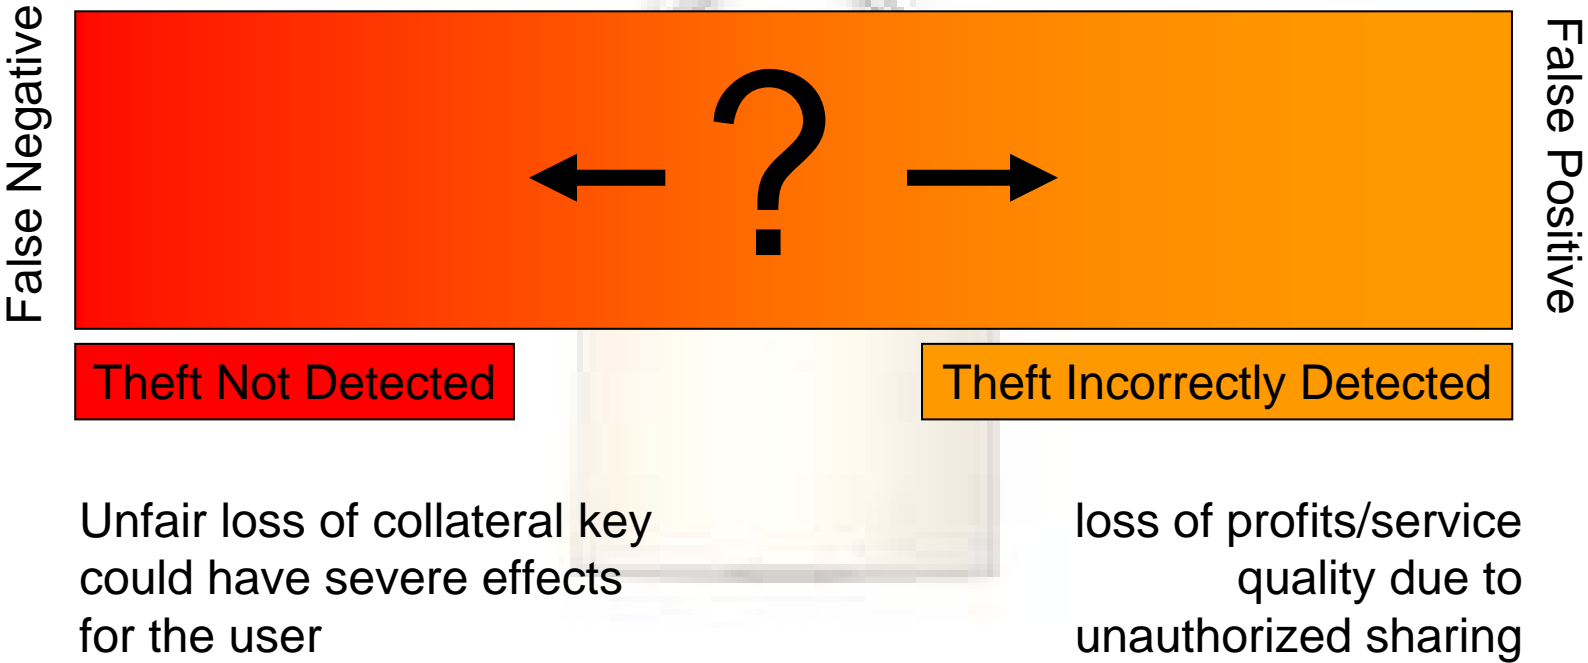 False Negative
?
False Positive
Theft Not Detected
Theft Incorrectly Detected
Unfair loss of collateral key
could have severe effects
for the user
loss of profits/service
quality due to
unauthorized sharing